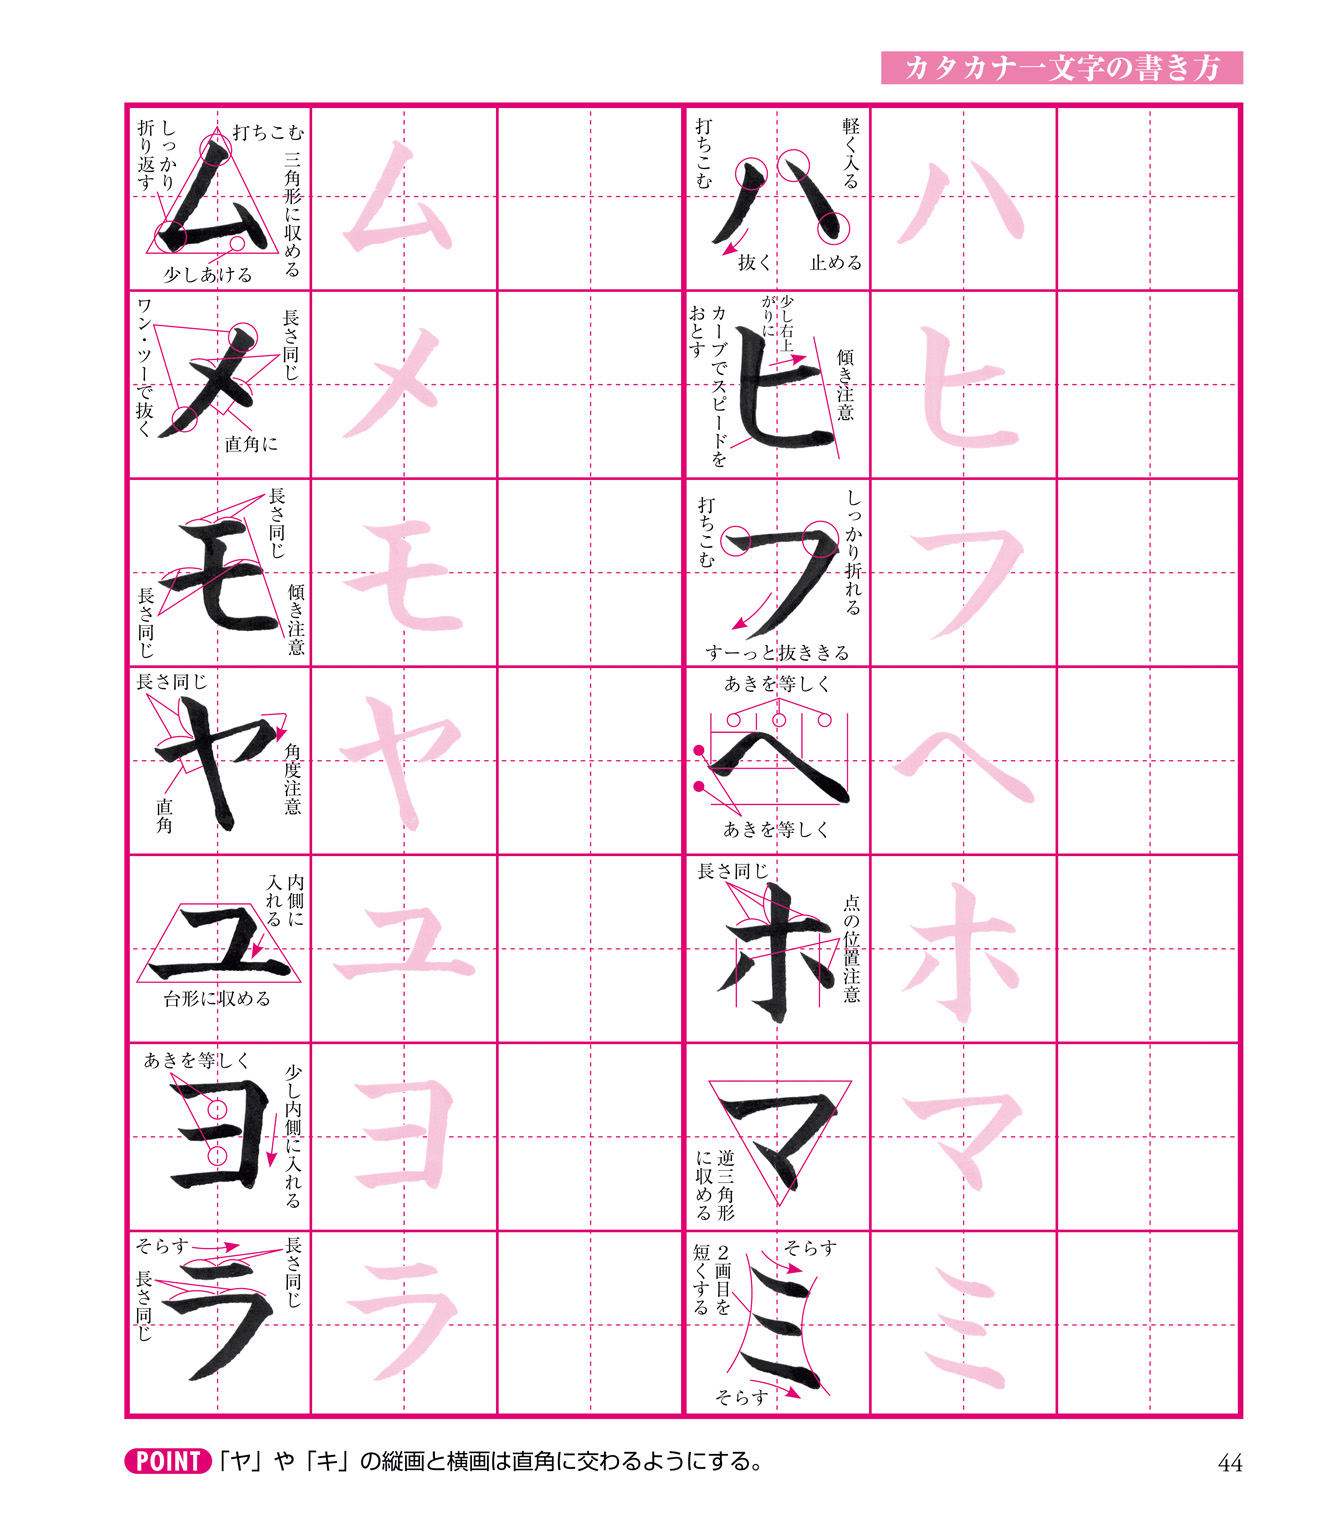 カタカナ一文字の書き方
ハ
ハ
打ちこむ
軽く入る
抜く
止める
ヒ
ヒ
少し右上
がりに
カーブでスピードを
おとす
傾き注意
フ
フ
打ちこむ
しっかり折れる
すーっと抜ききる
ヘ
ヘ
あきを等しく
あきを等しく
ホ
ホ
長さ同じ
点の位置注意
マ
マ
逆三角形
に収める
ミ
ミ
そらす
2画目を
短くする
そらす
ム
ム
打ちこむ
しっかり
折り返す
三角形に収める
少しあける
メ
メ
ワン・ツーで抜く
長さ同じ
直角に
モ
モ
長さ同じ
長さ同じ
傾き注意
ヤ
ヤ
長さ同じ
角度注意
直角
ユ
ユ
内側に
入れる
台形に収める
ヨ
ヨ
あきを等しく
少し内側に入れる
ラ
ラ
そらす
長さ同じ
長さ同じ
POINT 「ヤ」や「キ」の縦画と横画は直角に交わるようにする。
44